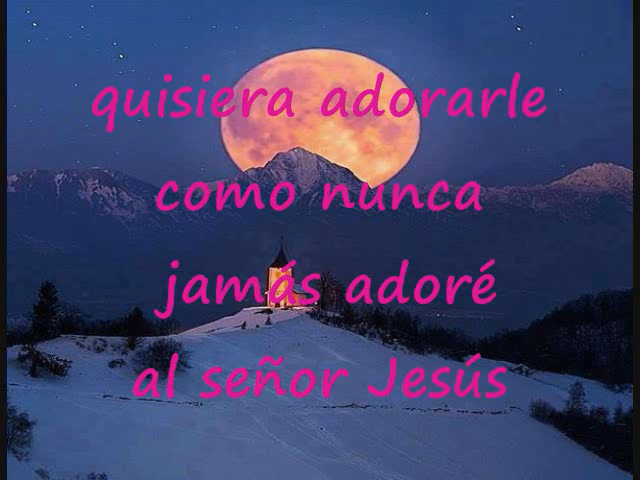 quisiera adorarle
como nunca
jamás adoré
al señor Jesús